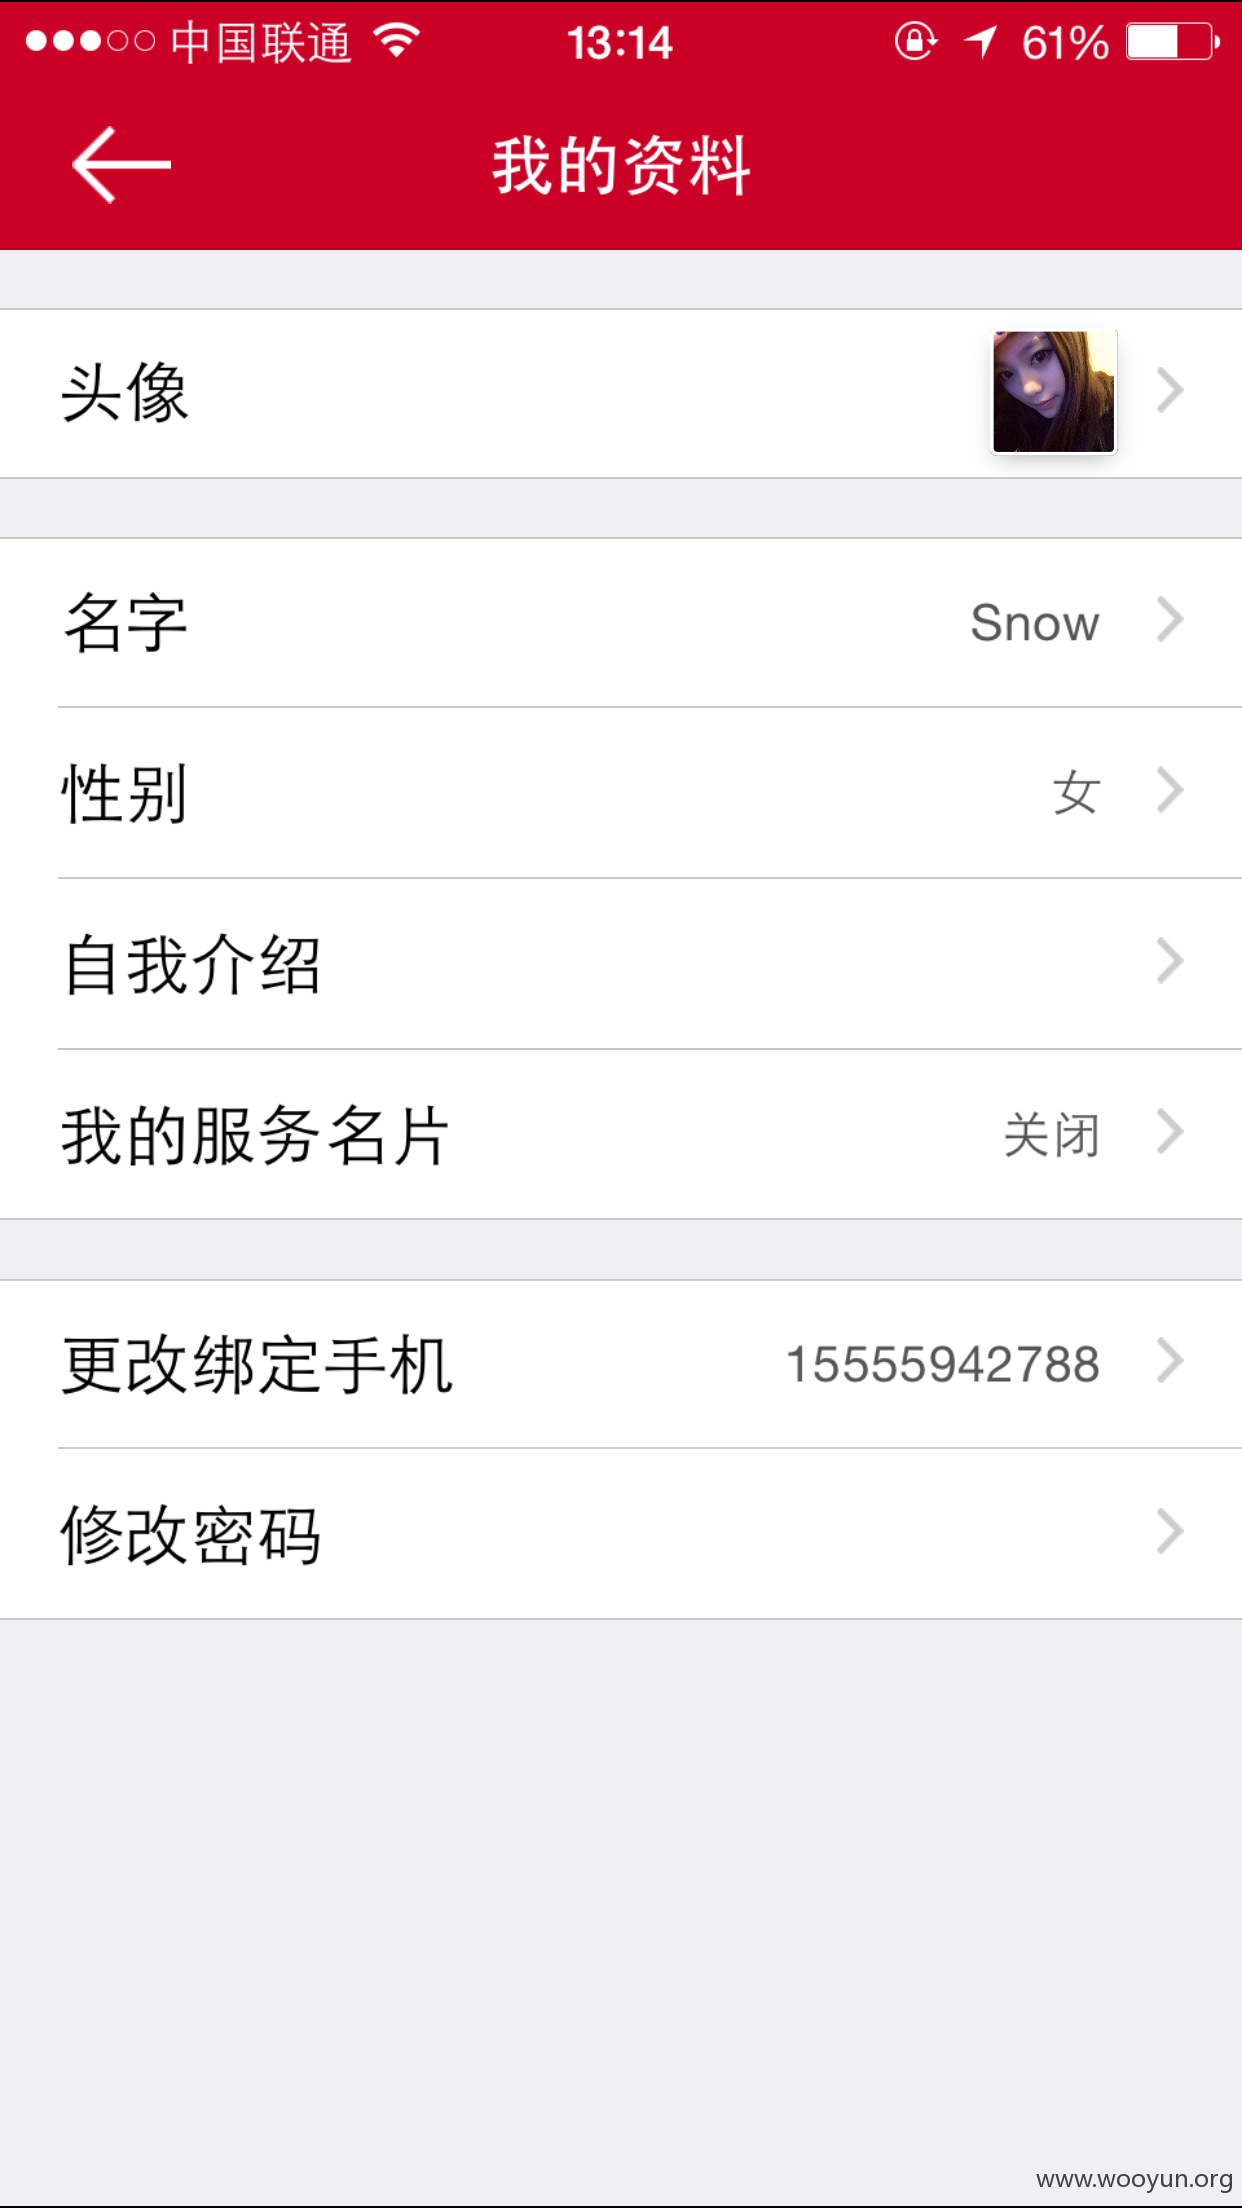 中国联通 13:14 61%
我的资料
头像
名字 Snow
性别 女
自我介绍
我的服务名片 关闭
更改绑定手机 15555942788
修改密码
www.wooyun.org